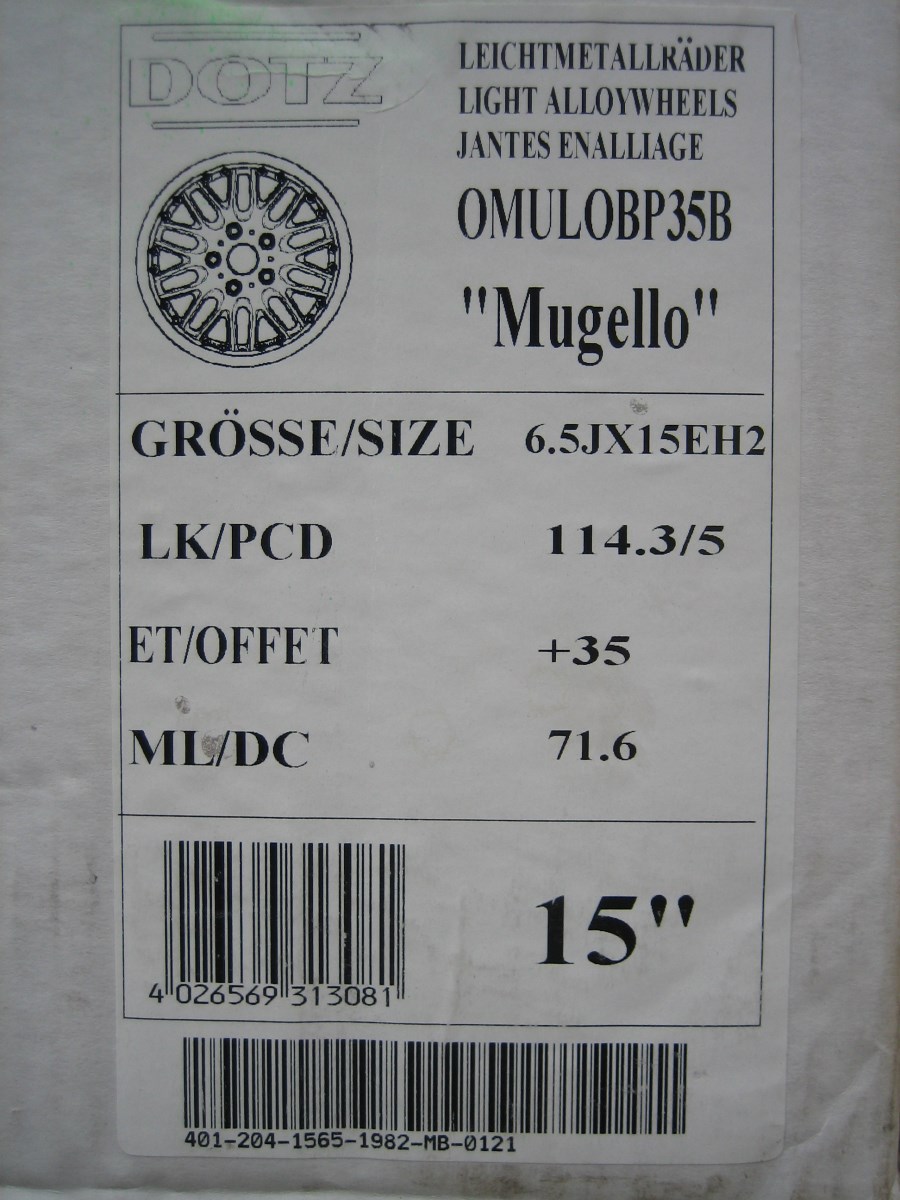 DOTZ
LEICHTMETALLRÄDER
LIGHT ALLOYWHEELS
JANTES ENALLIAGE
OMULOBP35B
"Mugello"
GRÖSSE/SIZE 6.5JX15EH2
LK/PCD 114.3/5
ET/OFFET +35
ML/DC 71.6
15"
4 026569 313081
401-204-1565-1982-MB-0121